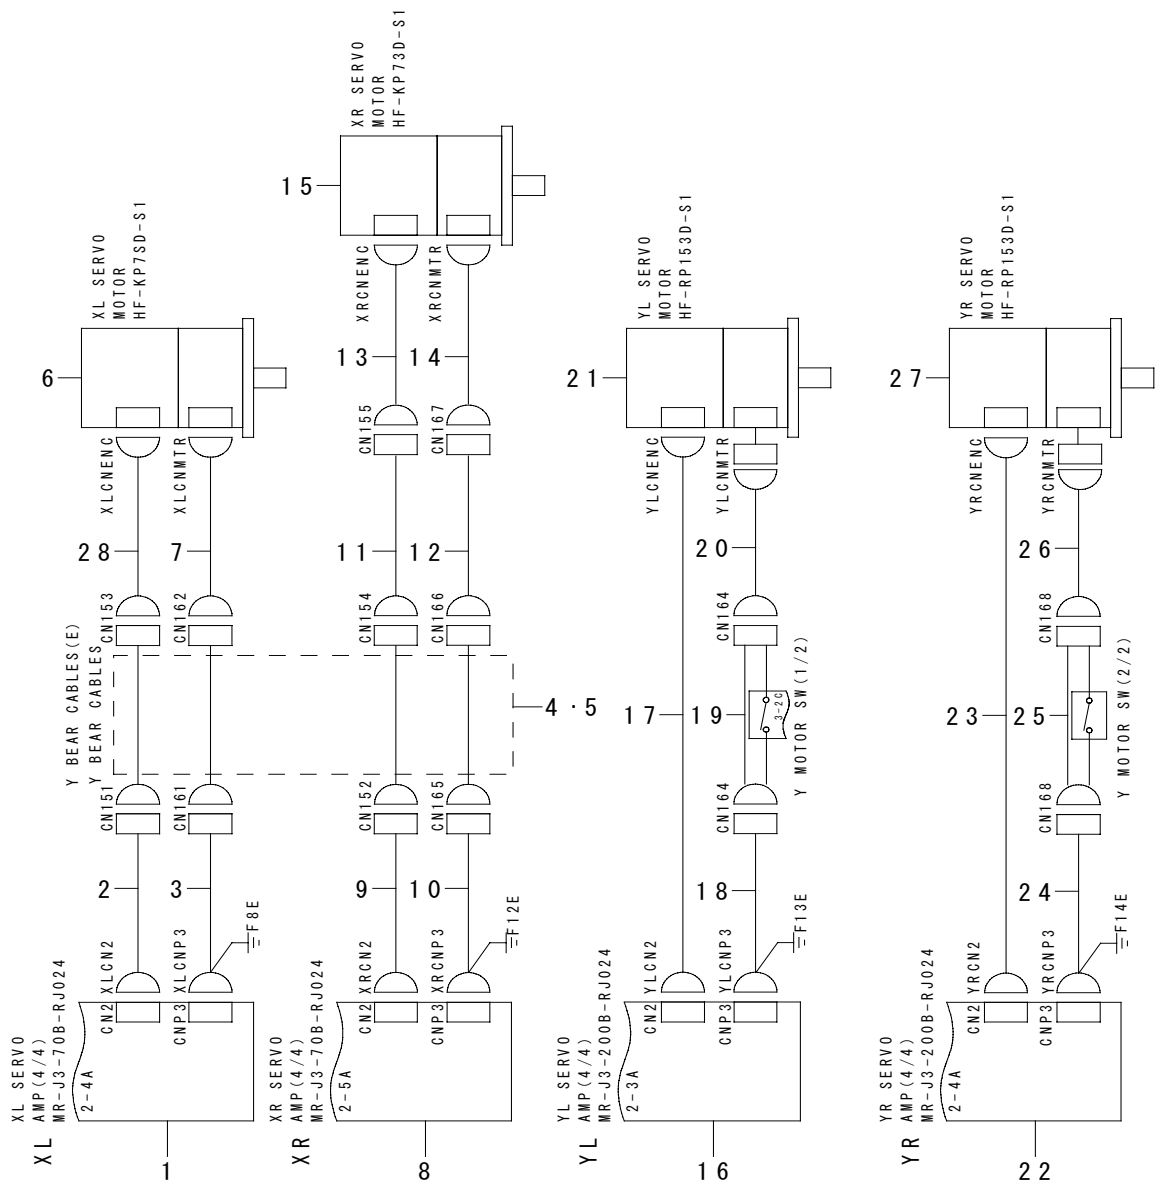 XL SERVO
MOTOR
HF-KP7SD-S1
6
XLCNENC
XLCNMTR
28
7
CN153
CN162
Y BEAR CABLES(E)
Y BEAR CABLES
4・5
CN151
CN161
2
3
F8E
XLCN2
XLCNP3
CN2
CNP3
2-4A
XL SERVO
AMP(4/4)
MR-J3-70B-RJ024
XL
1
XR SERVO
MOTOR
HF-KP73D-S1
15
XRCNENC
XRCNMTR
13
14
CN155
CN167
11
12
CN154
CN166
CN152
CN165
9
10
F12E
XRCN2
XRCNP3
CN2
CNP3
2-5A
XR SERVO
AMP(4/4)
MR-J3-70B-RJ024
XR
8
YL SERVO
MOTOR
HF-RP153D-S1
21
YLCNENC
YLCNMTR
20
CN164
17
19
3-2C
Y MOTOR SW(1/2)
CN164
18
F13E
YLCN2
YLCNP3
CN2
CNP3
2-3A
YL SERVO
AMP(4/4)
MR-J3-200B-RJ024
YL
16
YR SERVO
MOTOR
HF-RP153D-S1
27
YRCNENC
YRCNMTR
26
CN168
23
25
Y MOTOR SW(2/2)
CN168
24
F14E
YRCN2
YRCNP3
CN2
CNP3
2-4A
YR SERVO
AMP(4/4)
MR-J3-200B-RJ024
YR
22